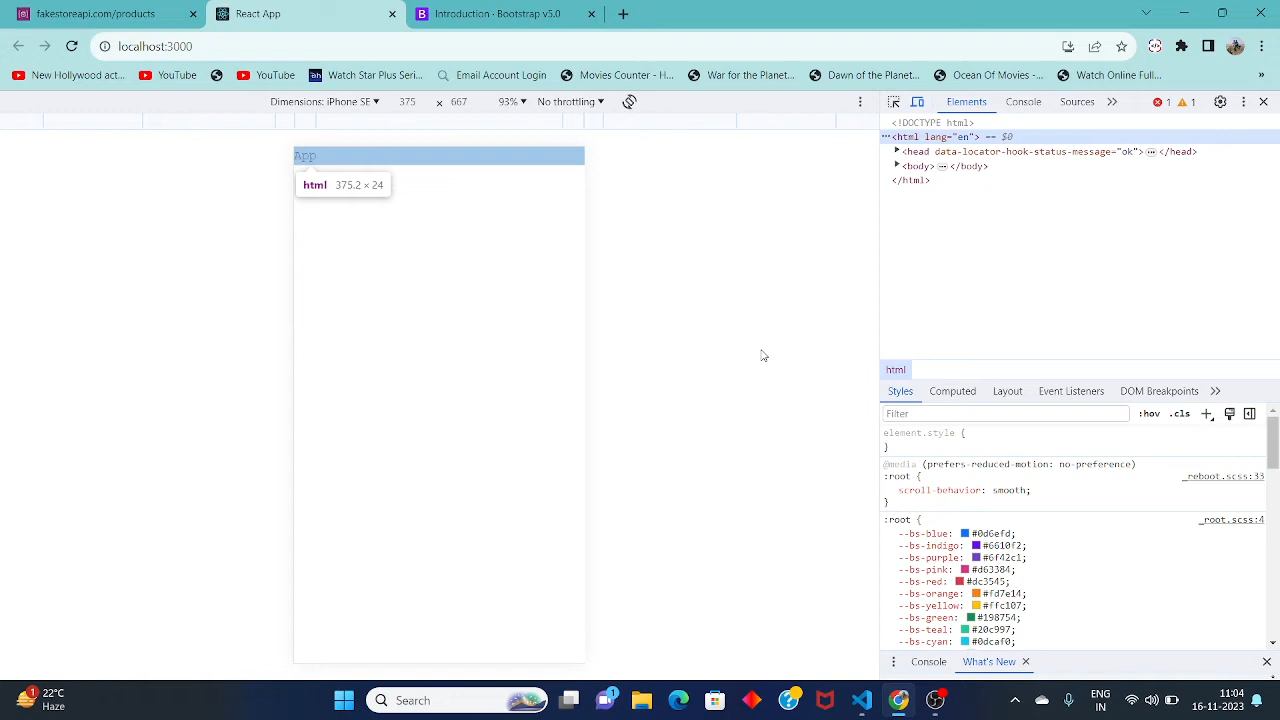 fakestoreapi.com/products
React App
Introduction · Bootstrap v5.0
localhost:3000
New Hollywood act...
YouTube
YouTube
Watch Star Plus Seri...
Email Account Login
Movies Counter - H...
War for the Planet...
Dawn of the Planet...
Ocean Of Movies -...
Watch Online Full...
»
Dimensions: iPhone SE 375 × 667 93% No throttling
Elements Console Sources 1 1
<!DOCTYPE html>
<html lang="en"> == $0
<head data-locator-hook-status-message="ok"> </head>
<body> </body>
</html>
App
html 375.2 × 24
html
Styles Computed Layout Event Listeners DOM Breakpoints
Filter :hov .cls
element.style {
}
@media (prefers-reduced-motion: no-preference)
:root { _reboot.scss:33
scroll-behavior: smooth;
}
:root { _root.scss:4
--bs-blue: #0d6efd;
--bs-indigo: #6610f2;
--bs-purple: #6f42c1;
--bs-pink: #d63384;
--bs-red: #dc3545;
--bs-orange: #fd7e14;
--bs-yellow: #ffc107;
--bs-green: #198754;
--bs-teal: #20c997;
--bs-cyan: #0dcaf0;
Console What's New
1
22°C
Haze
Search
1
ENG
IN
11:04
16-11-2023